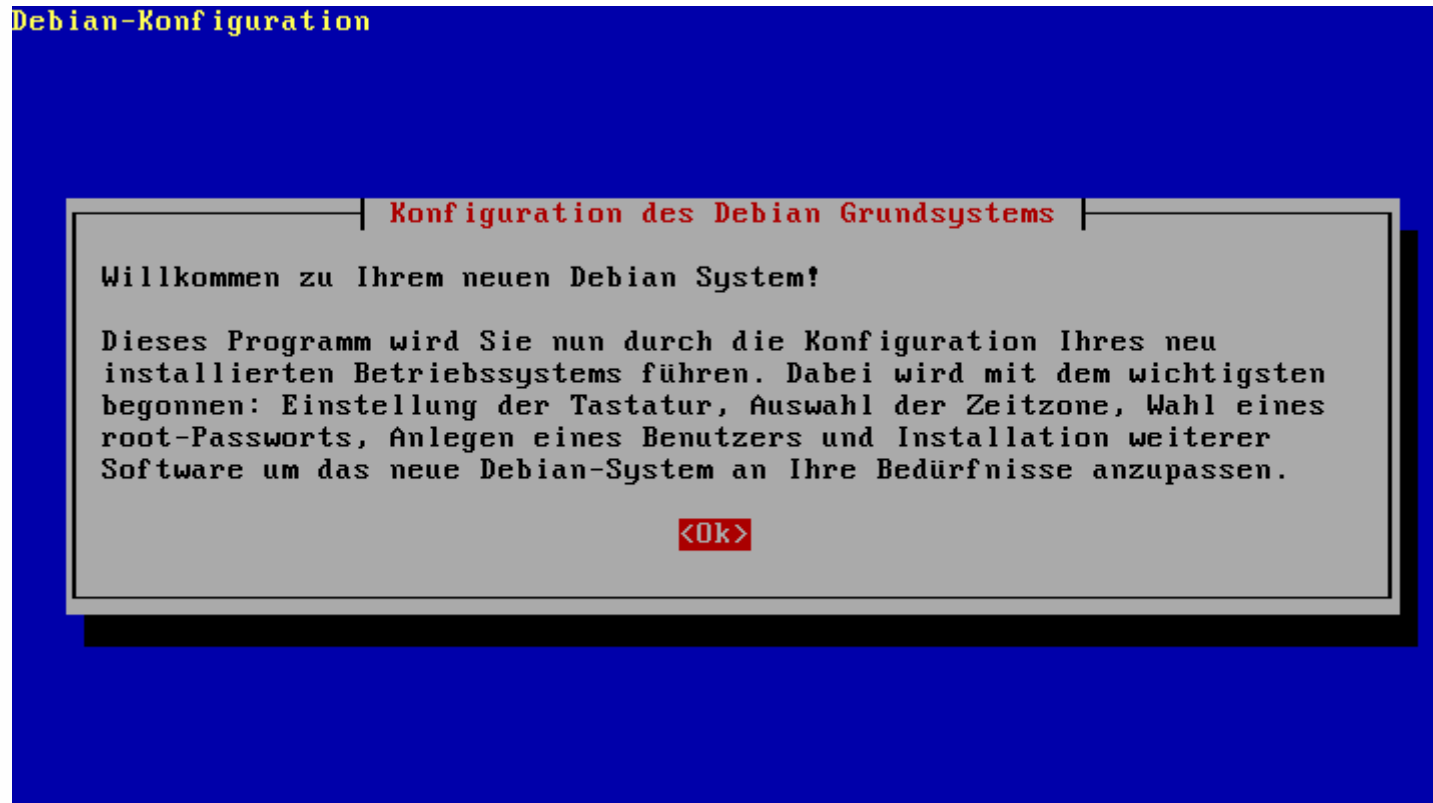 Debian-Konfiguration
Konfiguration des Debian Grundsystems
Willkommen zu Ihrem neuen Debian System!
Dieses Programm wird Sie nun durch die Konfiguration Ihres neu
installierten Betriebssystems führen. Dabei wird mit dem wichtigsten
begonnen: Einstellung der Tastatur, Auswahl der Zeitzone, Wahl eines
root-Passworts, Anlegen eines Benutzers und Installation weiterer
Software um das neue Debian-System an Ihre Bedürfnisse anzupassen.
<Ok>